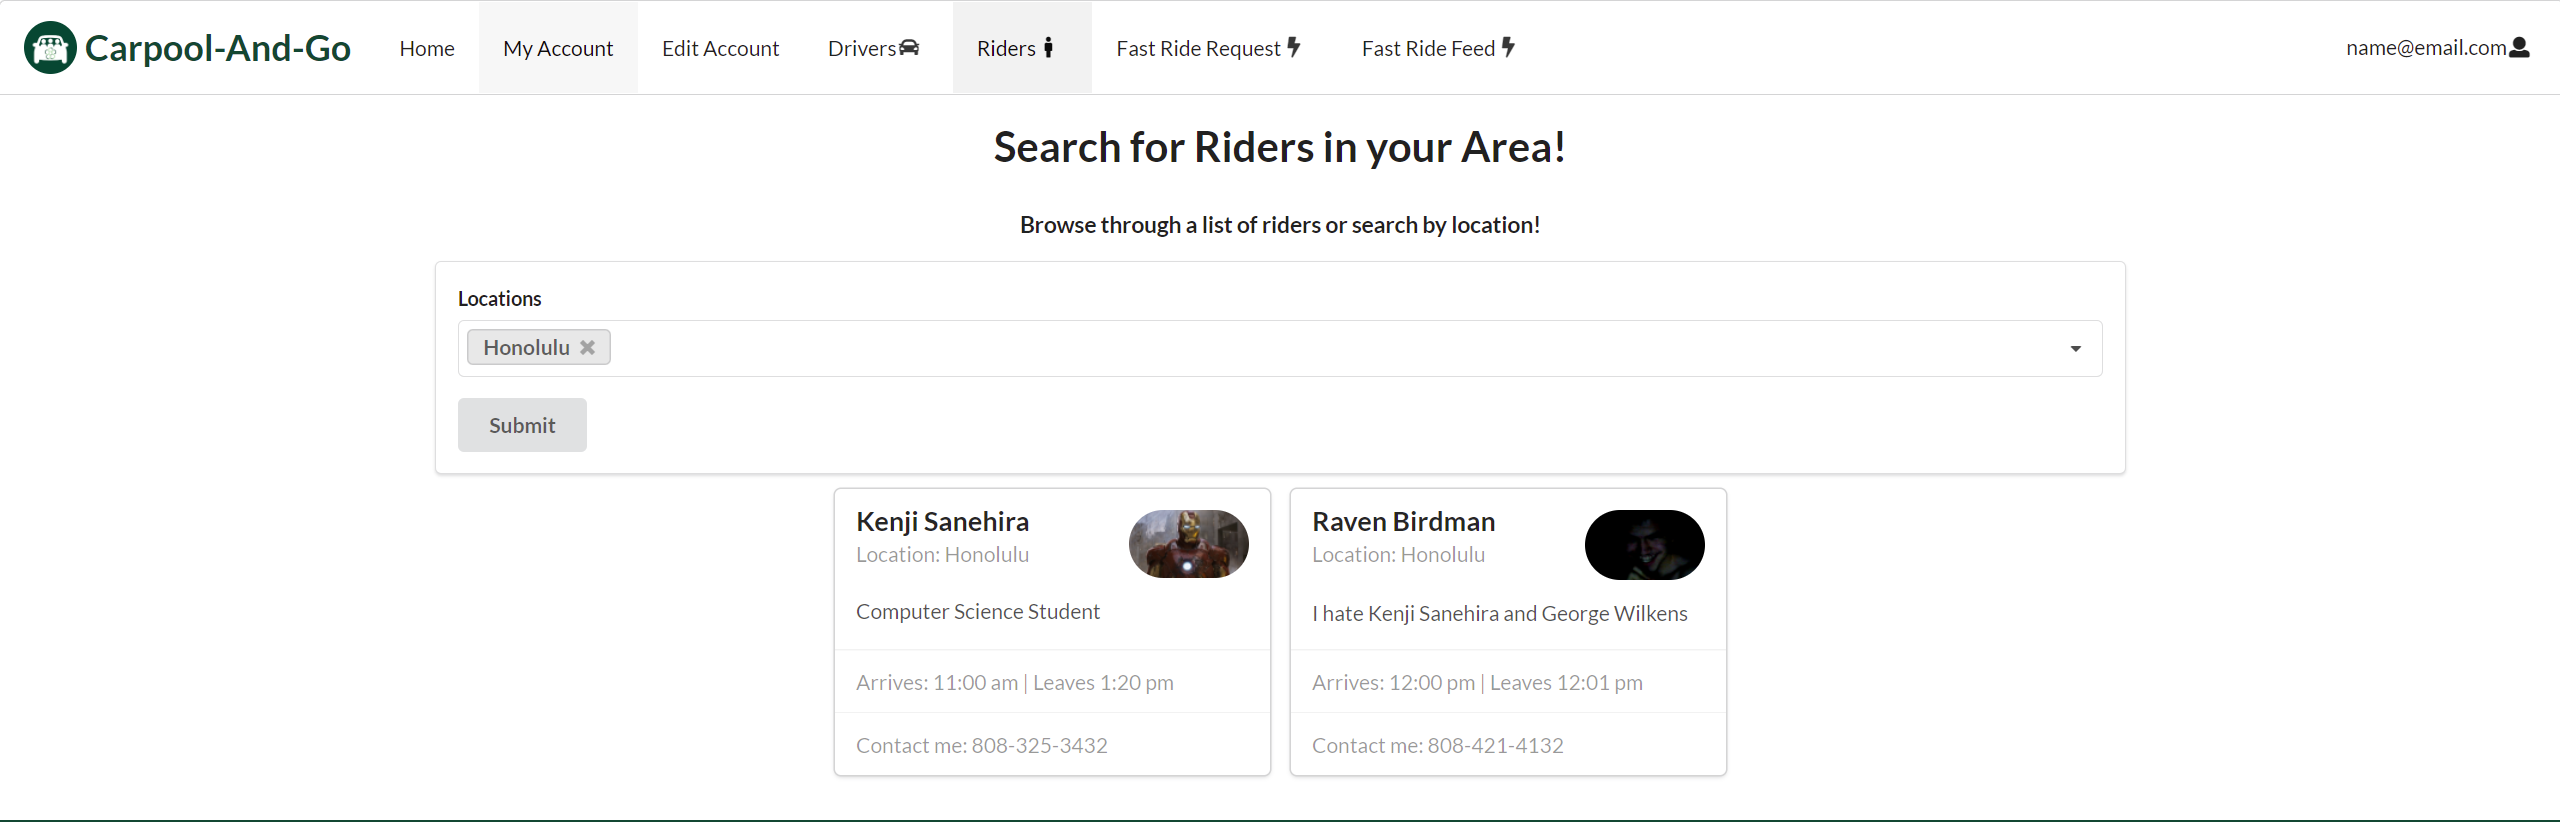 Carpool-And-Go Home My Account Edit Account Drivers Riders Fast Ride Request Fast Ride Feed name@email.com
Search for Riders in your Area!
Browse through a list of riders or search by location!
Locations
Honolulu
Submit
Kenji Sanehira
Location: Honolulu
Computer Science Student
Arrives: 11:00 am | Leaves 1:20 pm
Contact me: 808-325-3432
Raven Birdman
Location: Honolulu
I hate Kenji Sanehira and George Wilkens
Arrives: 12:00 pm | Leaves 12:01 pm
Contact me: 808-421-4132